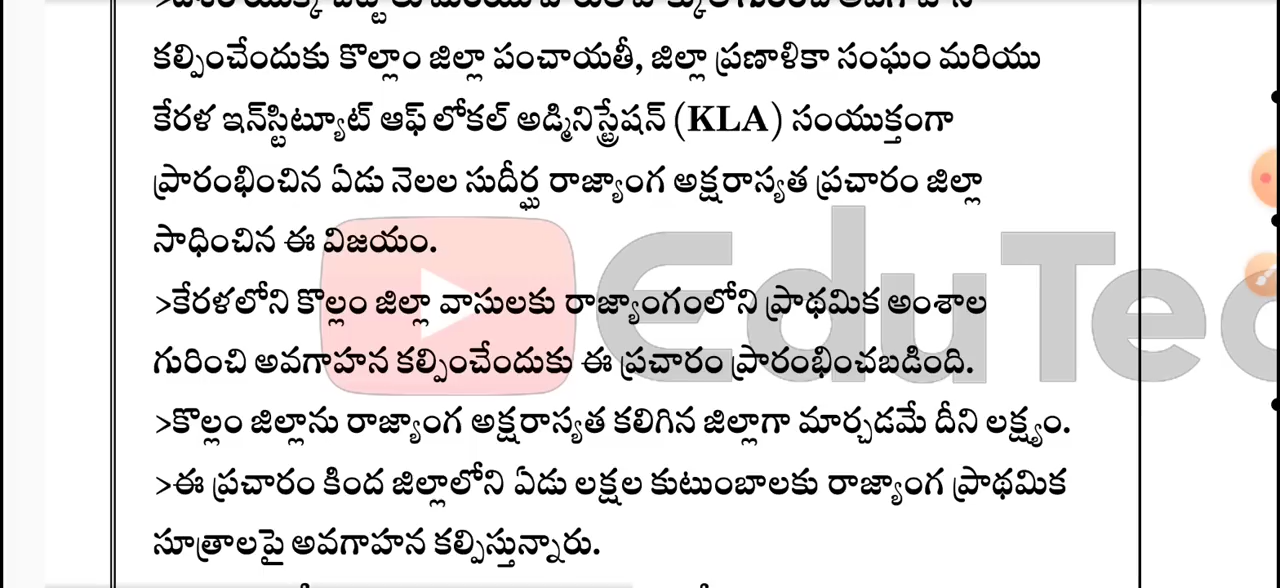 కల్పించేందుకు కొల్లాం జిల్లా పంచాయతీ, జిల్లా ప్రణాళికా సంఘం మరియు
కేరళ ఇన్‌స్టిట్యూట్ ఆఫ్ లోకల్ అడ్మినిస్ట్రేషన్ (KLA) సంయుక్తంగా
ప్రారంభించిన ఏడు నెలల సుదీర్ఘ రాజ్యాంగ అక్షరాస్యత ప్రచారం జిల్లా
సాధించిన ఈ విజయం.
>కేరళలోని కొల్లం జిల్లా వాసులకు రాజ్యాంగంలోని ప్రాథమిక అంశాల
గురించి అవగాహన కల్పించేందుకు ఈ ప్రచారం ప్రారంభించబడింది.
>కొల్లం జిల్లాను రాజ్యాంగ అక్షరాస్యత కలిగిన జిల్లాగా మార్చడమే దీని లక్ష్యం.
>ఈ ప్రచారం కింద జిల్లాలోని ఏడు లక్షల కుటుంబాలకు రాజ్యాంగ ప్రాథమిక
సూత్రాలపై అవగాహన కల్పిస్తున్నారు.
EduTec